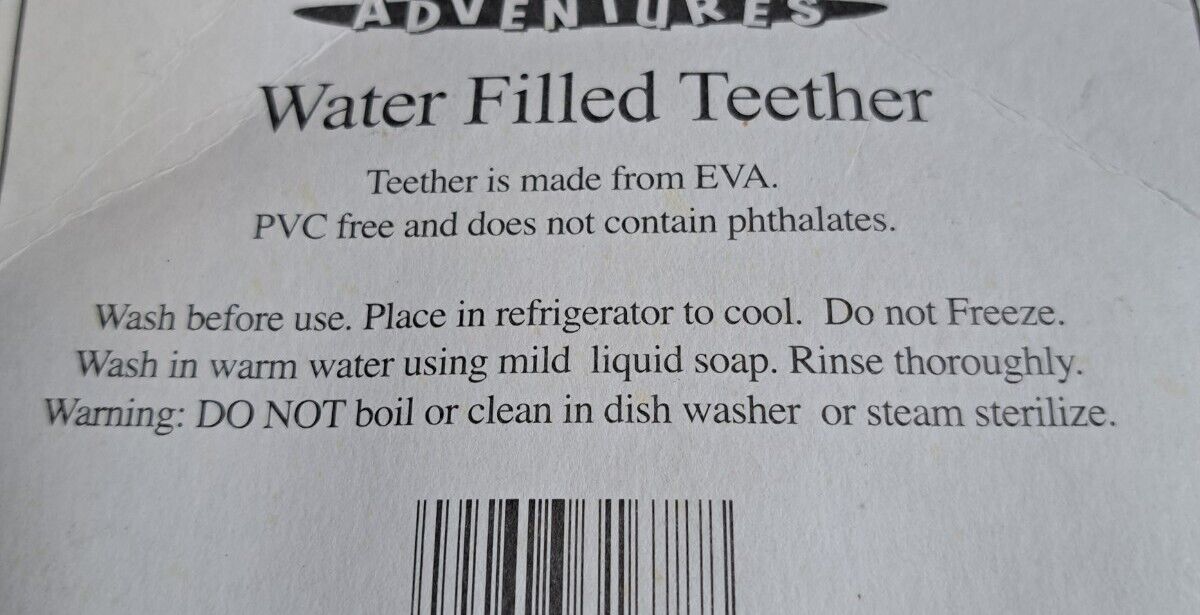 ADVENTURES
Water Filled Teether
Teether is made from EVA.
PVC free and does not contain phthalates.
Wash before use. Place in refrigerator to cool.  Do not Freeze.
Wash in warm water using mild  liquid soap. Rinse thoroughly.
Warning: DO NOT boil or clean in dish washer  or steam sterilize.